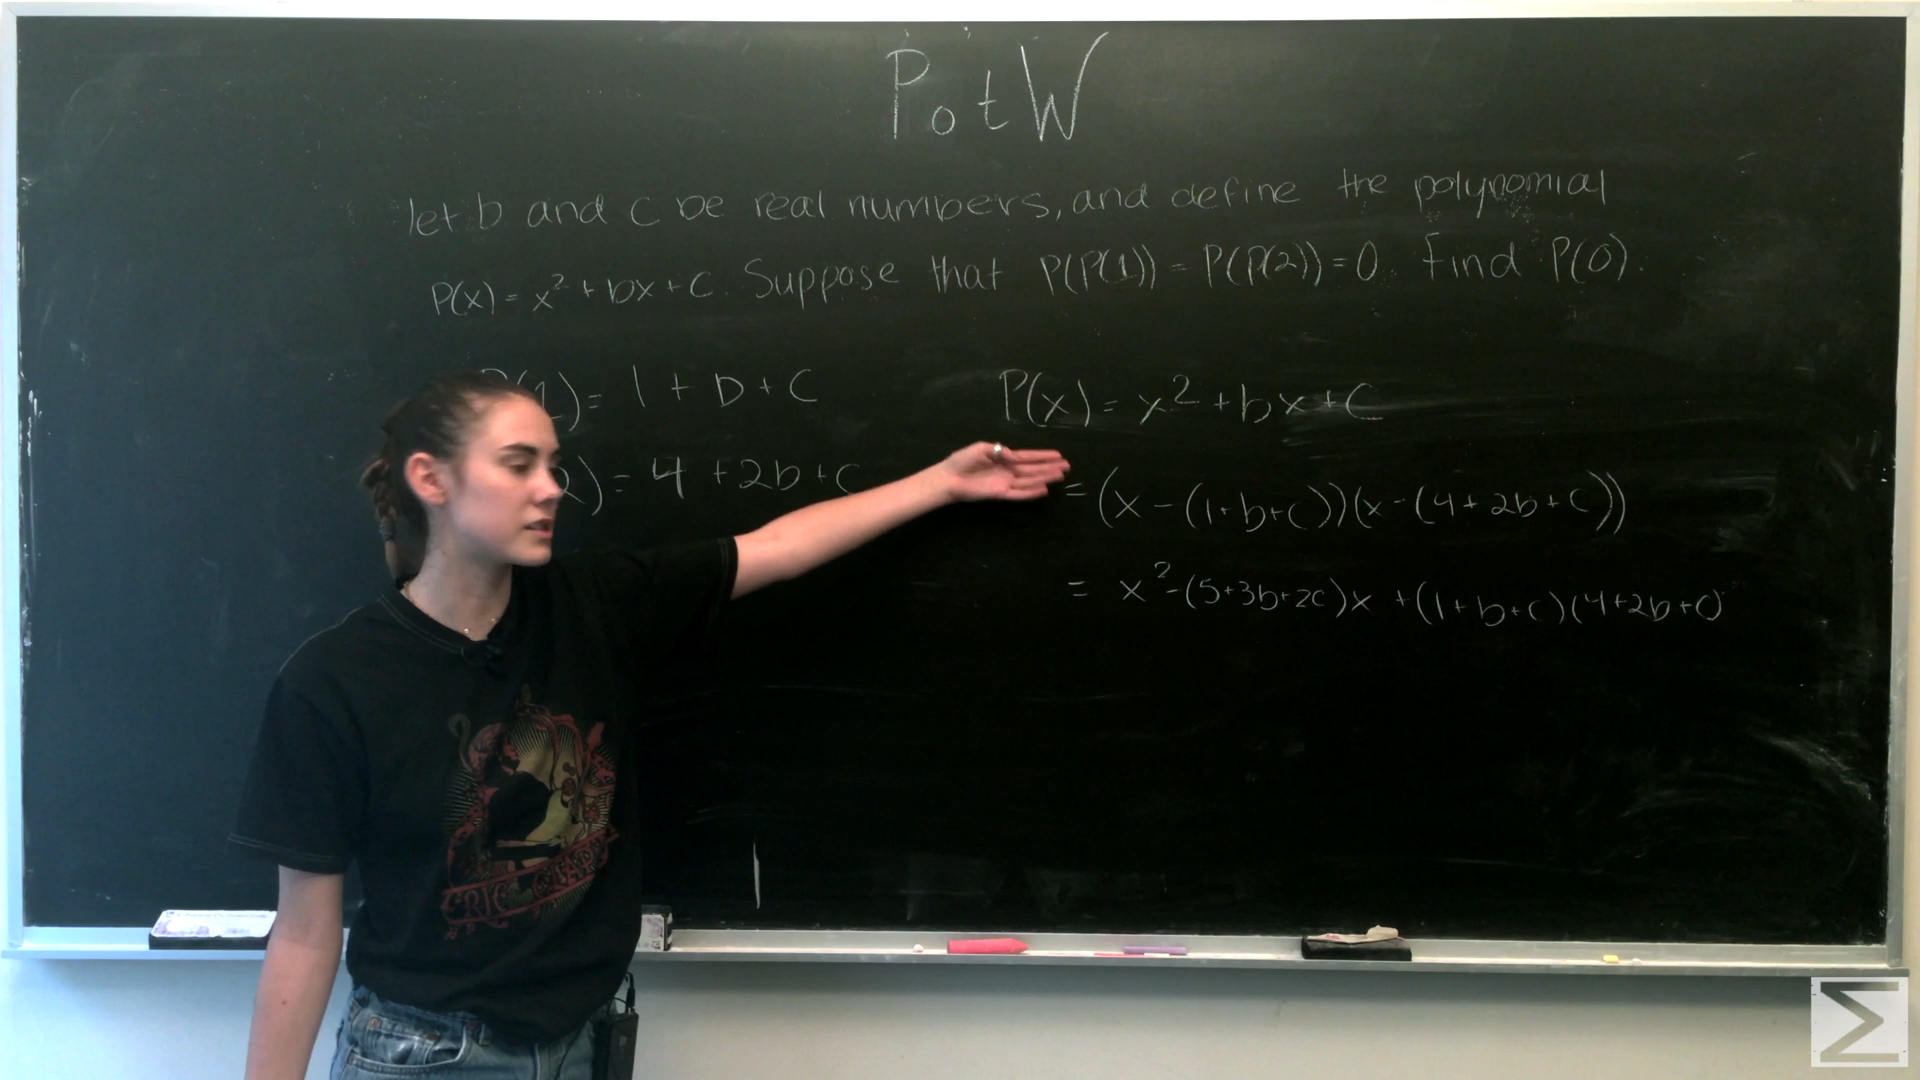 PotW
let b and c be real numbers, and define the polynomial
P(x) = x² + bx + c. Suppose that P(P(1)) = P(P(2)) = 0. Find P(0).
1) = 1 + b + c
2) = 4 + 2b + c
P(x) = x² + bx + c
= (x - (1+b+c))(x - (4+2b+c))
= x² - (5+3b+2c)x + (1+b+c)(4+2b+c)
Σ